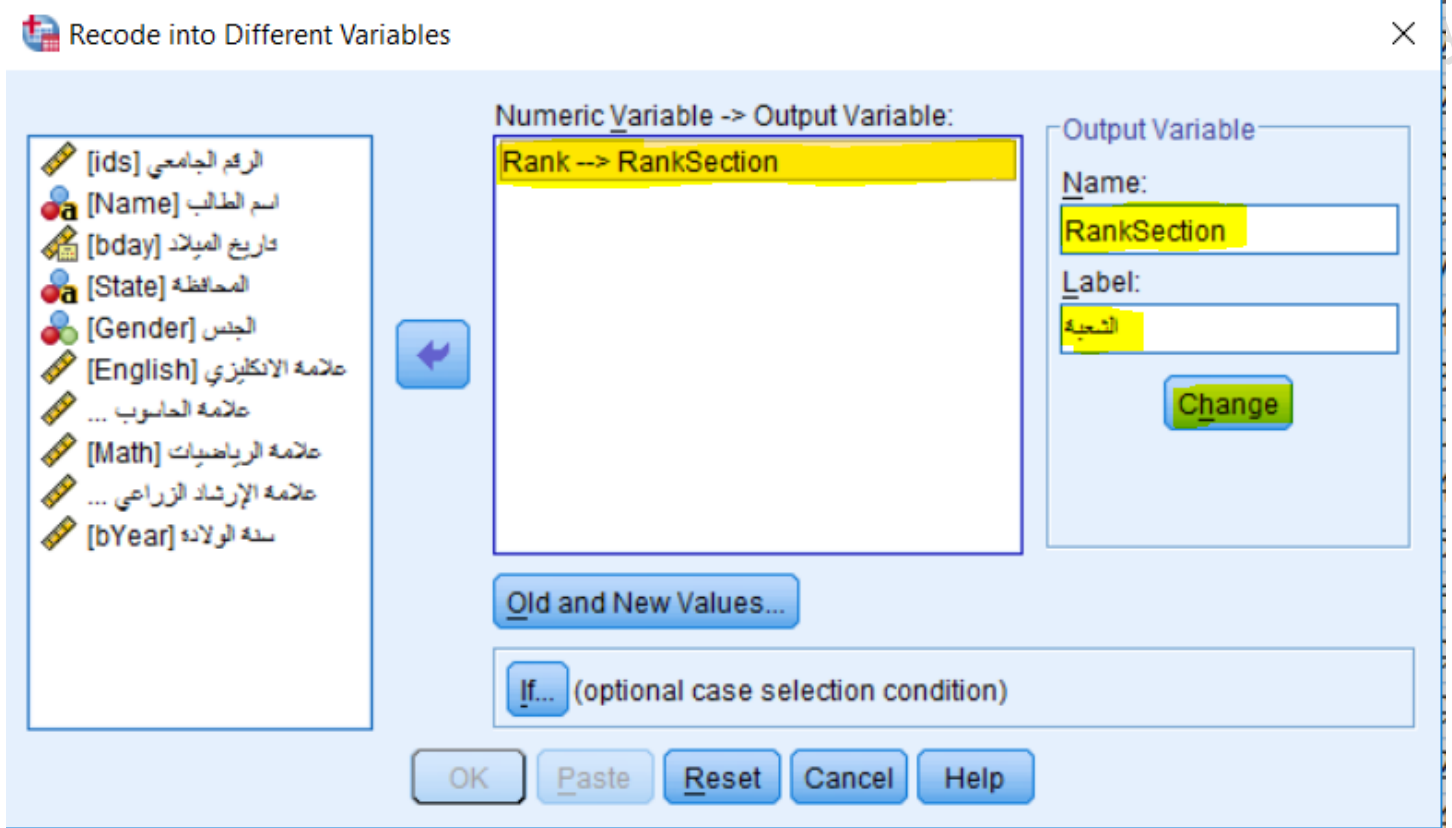 Recode into Different Variables
الرقم الجامعي [ids]
اسم الطالب [Name]
تاريخ الميلاد [bday]
المحافظة [State]
الجنس [Gender]
علامة الانكليزي [English]
علامة الحاسوب ...
علامة الرياضيات [Math]
علامة الإرشاد الزراعي ...
سنة الولادة [bYear]
Numeric Variable -> Output Variable:
Rank --> RankSection
Output Variable
Name:
RankSection
Label:
الشعبة
Change
Old and New Values...
If... (optional case selection condition)
OK Paste Reset Cancel Help